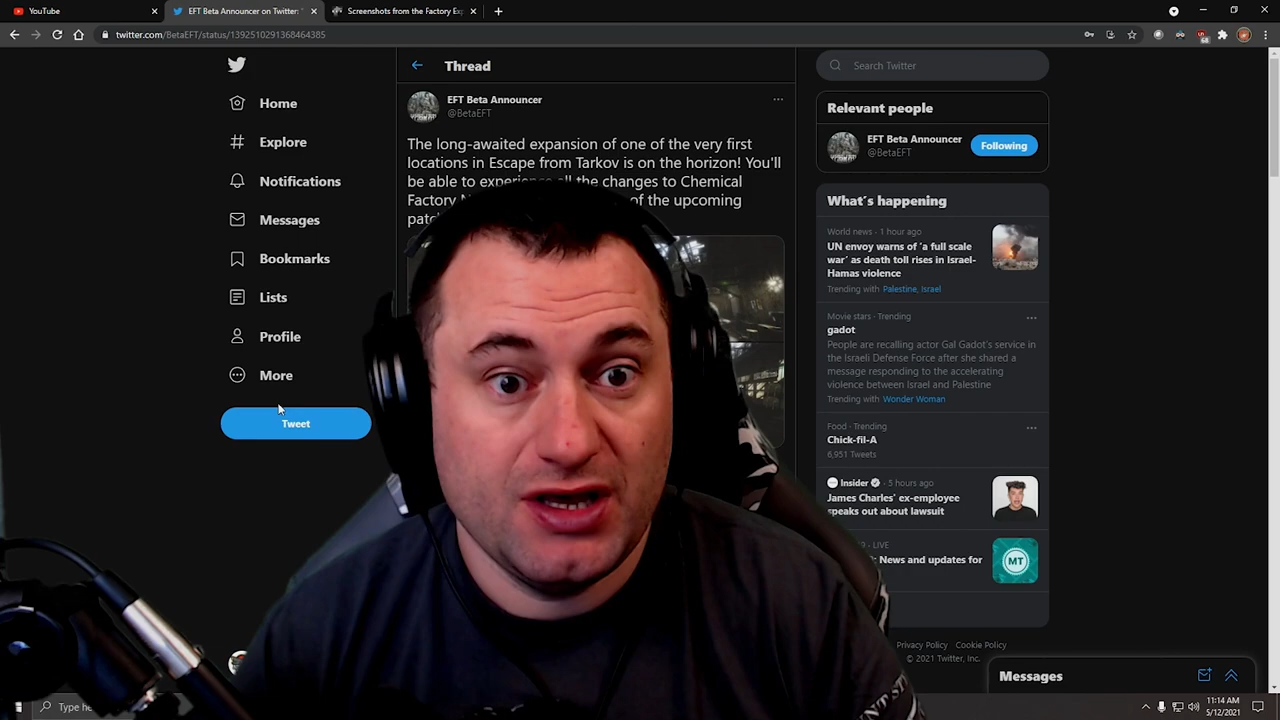 YouTube
EFT Beta Announcer on Twitter:
Screenshots from the Factory Ex
twitter.com/BetaEFT/status/1392510291368464385
68
Home
Explore
Notifications
Messages
Bookmarks
Lists
Profile
More
Tweet
Thread
EFT Beta Announcer
@BetaEFT
The long-awaited expansion of one of the very first
locations in Escape from Tarkov is on the horizon! You'll
be able to experience all the changes to Chemical
Factory of the upcoming
Search Twitter
Relevant people
EFT Beta Announcer
@BetaEFT
Following
What's happening
World news · 1 hour ago
UN envoy warns of 'a full scale
war' as death toll rises in Israel-
Hamas violence
Trending with Palestine, Israel
Movie stars · Trending
gadot
People are recalling actor Gal Gadot's service in
the Israeli Defense Force after she shared a
message responding to the accelerating
violence between Israel and Palestine
Trending with Wonder Woman
Food · Trending
Chick-fil-A
6,951 Tweets
Insider · 5 hours ago
James Charles' ex-employee
speaks out about lawsuit
LIVE
News and updates for
MT
Privacy Policy Cookie Policy
© 2021 Twitter, Inc.
Messages
Type he
11:14 AM
5/12/2021